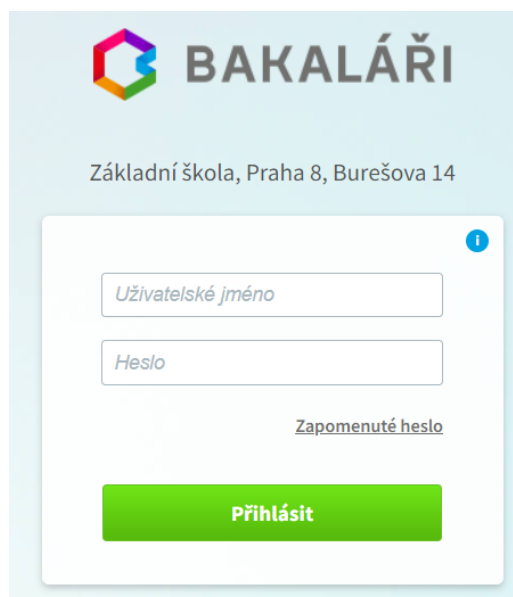 BAKALÁŘI
Základní škola, Praha 8, Burešova 14
i
Uživatelské jméno
Heslo
Zapomenuté heslo
Přihlásit